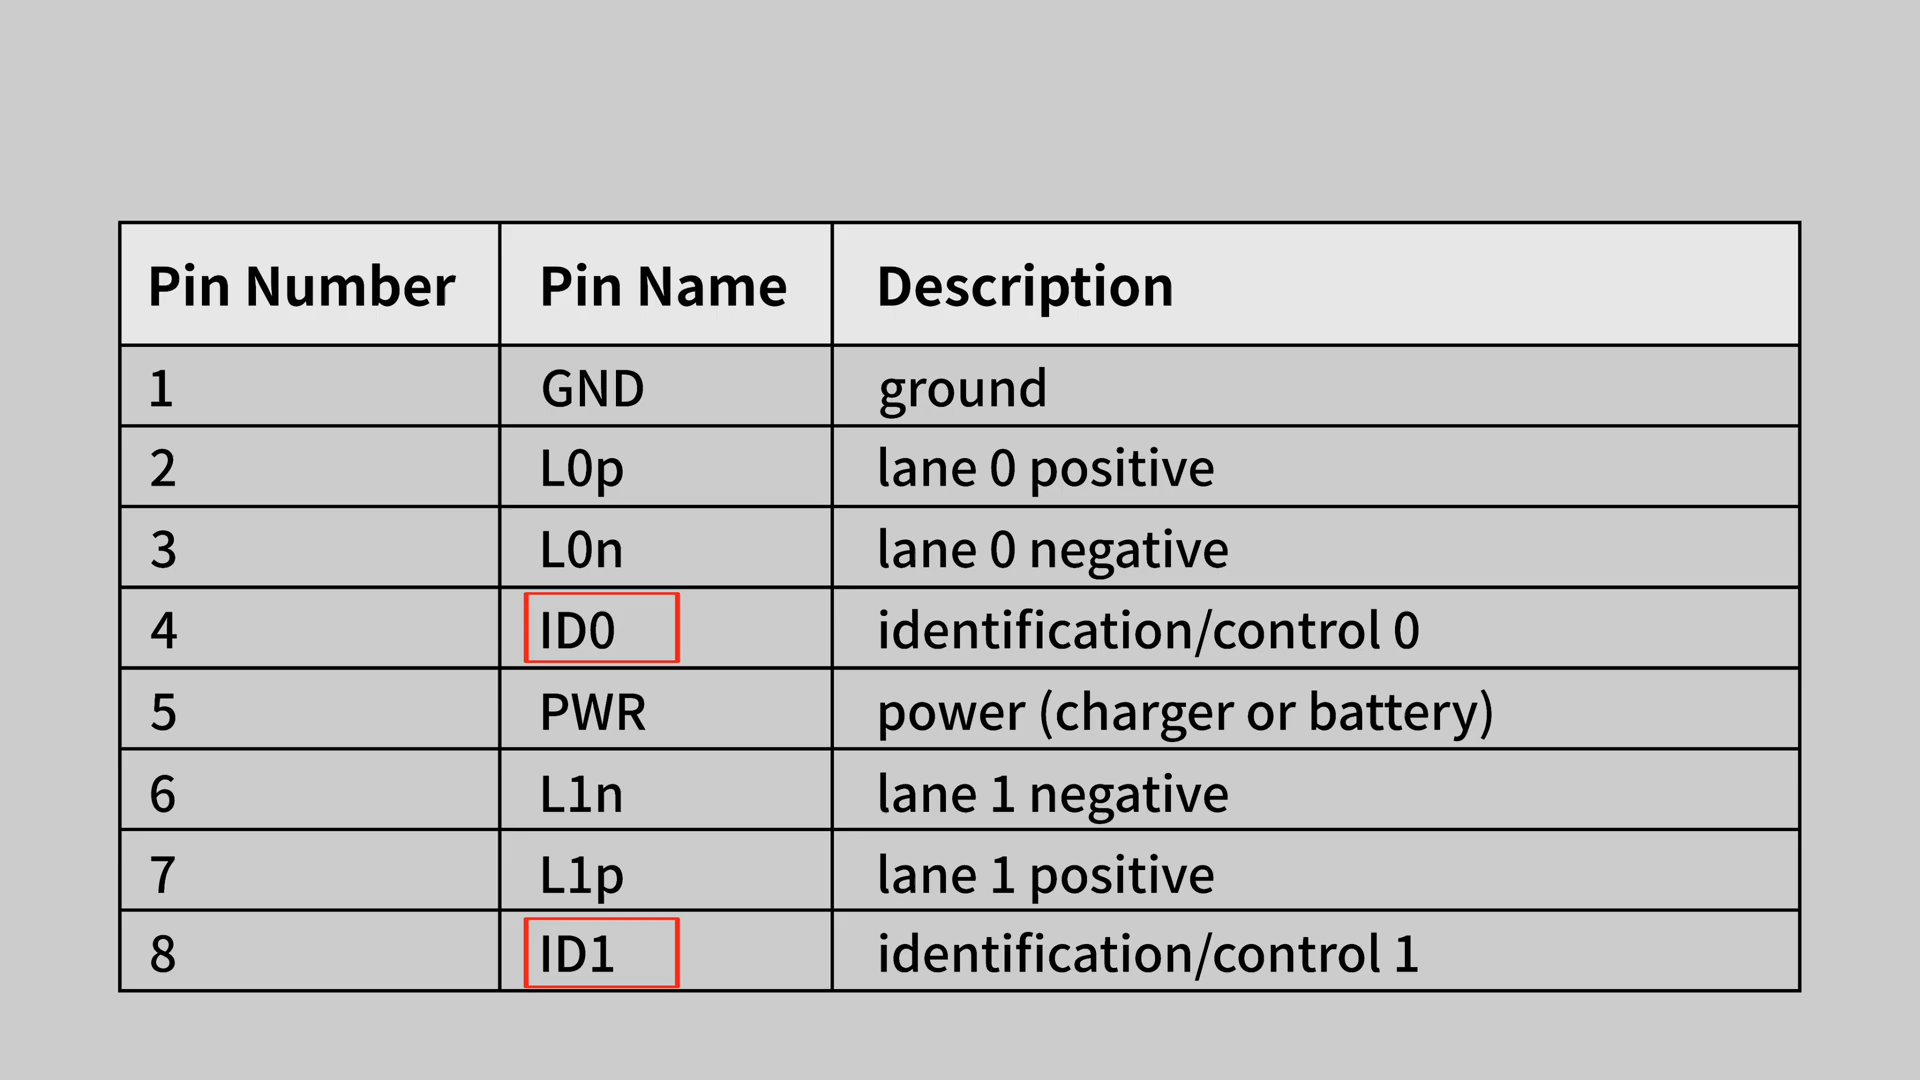 Pin Number Pin Name Description
1 GND ground
2 L0p lane 0 positive
3 L0n lane 0 negative
4 ID0 identification/control 0
5 PWR power (charger or battery)
6 L1n lane 1 negative
7 L1p lane 1 positive
8 ID1 identification/control 1